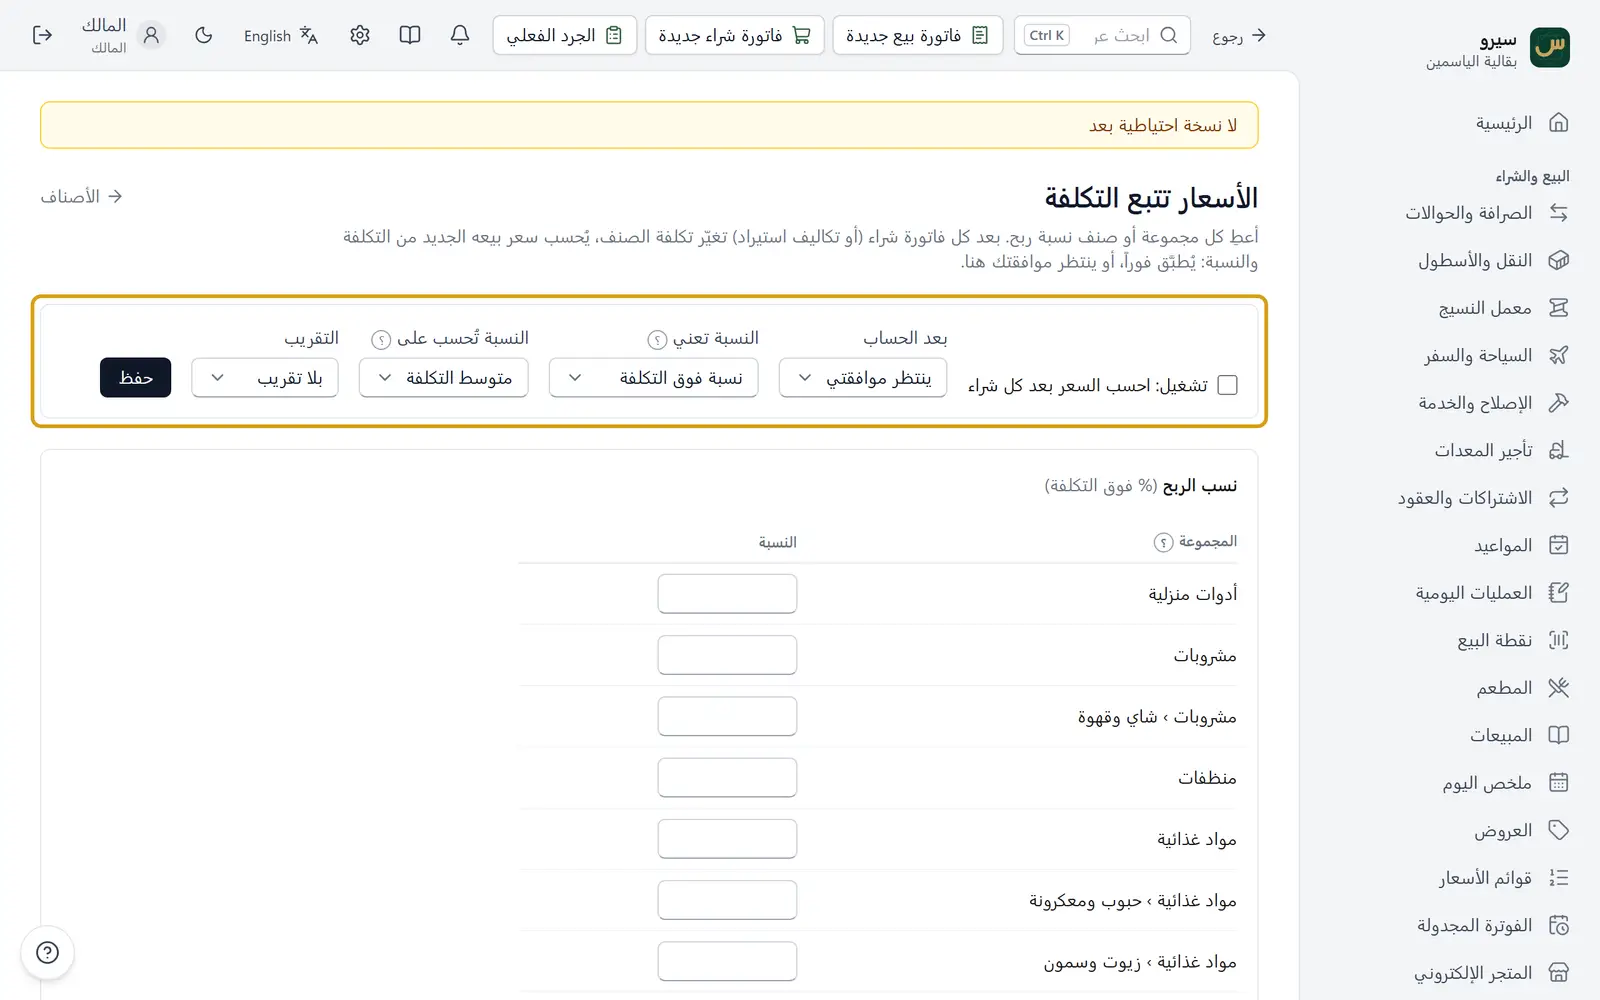 سيرو
بقالية الياسمين
رجوع
ابحث عن
Ctrl K
فاتورة بيع جديدة
فاتورة شراء جديدة
الجرد الفعلي
English
المالك
المالك
الرئيسية
البيع والشراء
الصرافة والحوالات
النقل والأسطول
معمل النسيج
السياحة والسفر
الإصلاح والخدمة
تأجير المعدات
الاشتراكات والعقود
المواعيد
العمليات اليومية
نقطة البيع
المطعم
المبيعات
ملخص اليوم
العروض
قوائم الأسعار
الفوترة المجدولة
المتجر الإلكتروني
لا نسخة احتياطية بعد
الأسعار تتبع التكلفة
الأصناف
أعطِ كل مجموعة أو صنف نسبة ربح. بعد كل فاتورة شراء (أو تكاليف استيراد) تغيّر تكلفة الصنف، يُحسب سعر بيعه الجديد من التكلفة
والنسبة: يُطبَّق فوراً، أو ينتظر موافقتك هنا.
تشغيل: احسب السعر بعد كل شراء
بعد الحساب
ينتظر موافقتي
النسبة تعني ؟
نسبة فوق التكلفة
النسبة تُحسب على ؟
متوسط التكلفة
التقريب
بلا تقريب
حفظ
نسب الربح (% فوق التكلفة)
المجموعة ؟
النسبة
أدوات منزلية
مشروبات
مشروبات › شاي وقهوة
منظفات
مواد غذائية
مواد غذائية › حبوب ومعكرونة
مواد غذائية › زيوت وسمون